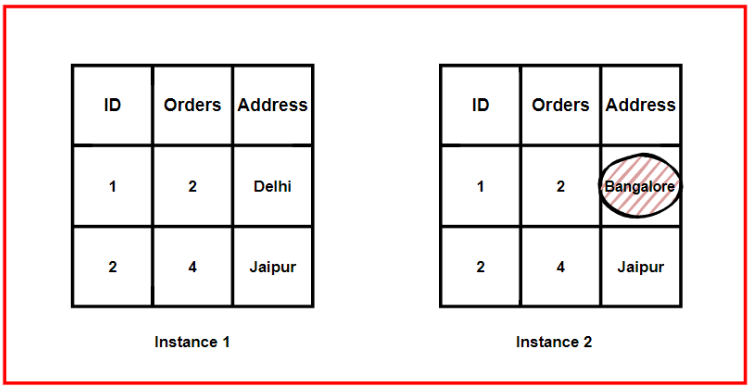 ID Orders Address
1 2 Delhi
2 4 Jaipur
Instance 1
ID Orders Address
1 2 Bangalore
2 4 Jaipur
Instance 2